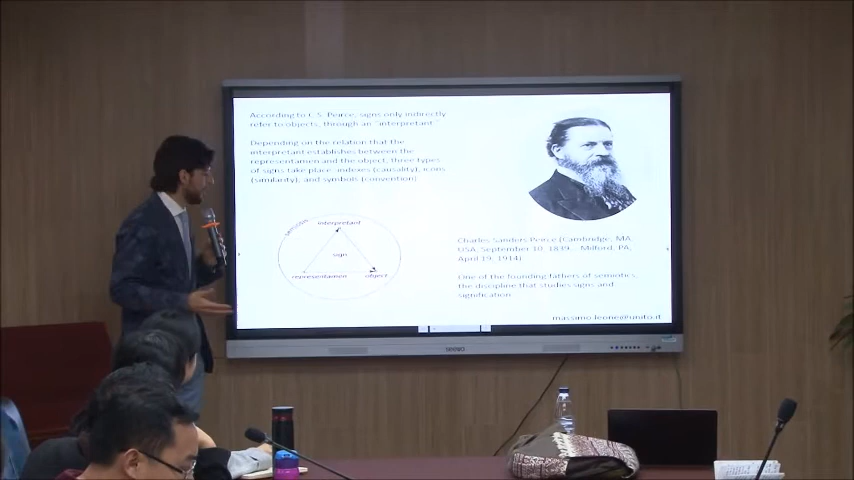 According to C.S. Peirce, signs only indirectly
refer to objects, through an "interpretant."
Depending on the relation that the
interpretant establishes between the
representamen and the object, three types
of signs take place: indexes (causality), icons
(similarity), and symbols (convention)
interpretant
sign
representamen
object
Charles Sanders Peirce (Cambridge, MA,
USA, September 10, 1839 - Milford, PA,
April 19, 1914)
One of the founding fathers of semiotics,
the discipline that studies signs and
signification
massimo.leone@unito.it